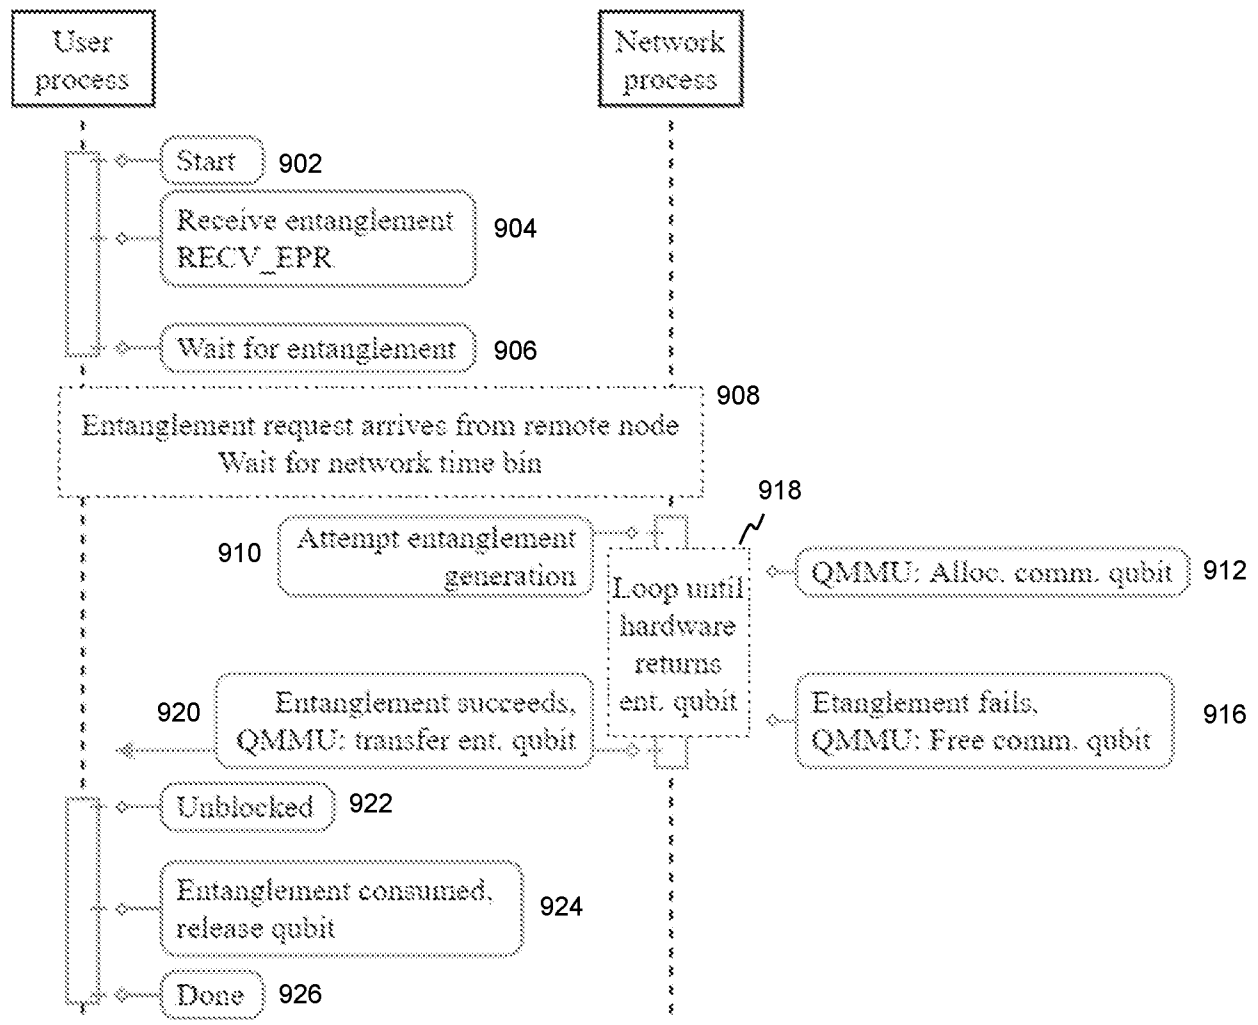 User
process
Network
process
Start 902
Receive entanglement
RECV_EPR
904
Wait for entanglement 906
908
Entanglement request arrives from remote node
Wait for network time bin
918
910
Attempt entanglement
generation
QMMU: Alloc. comm. qubit 912
Loop until
hardware
returns
ent. qubit
920
Entanglement succeeds,
QMMU: transfer ent. qubit
Etanglement fails,
QMMU: Free comm. qubit
916
Unblocked 922
Entanglement consumed,
release qubit
924
Done 926